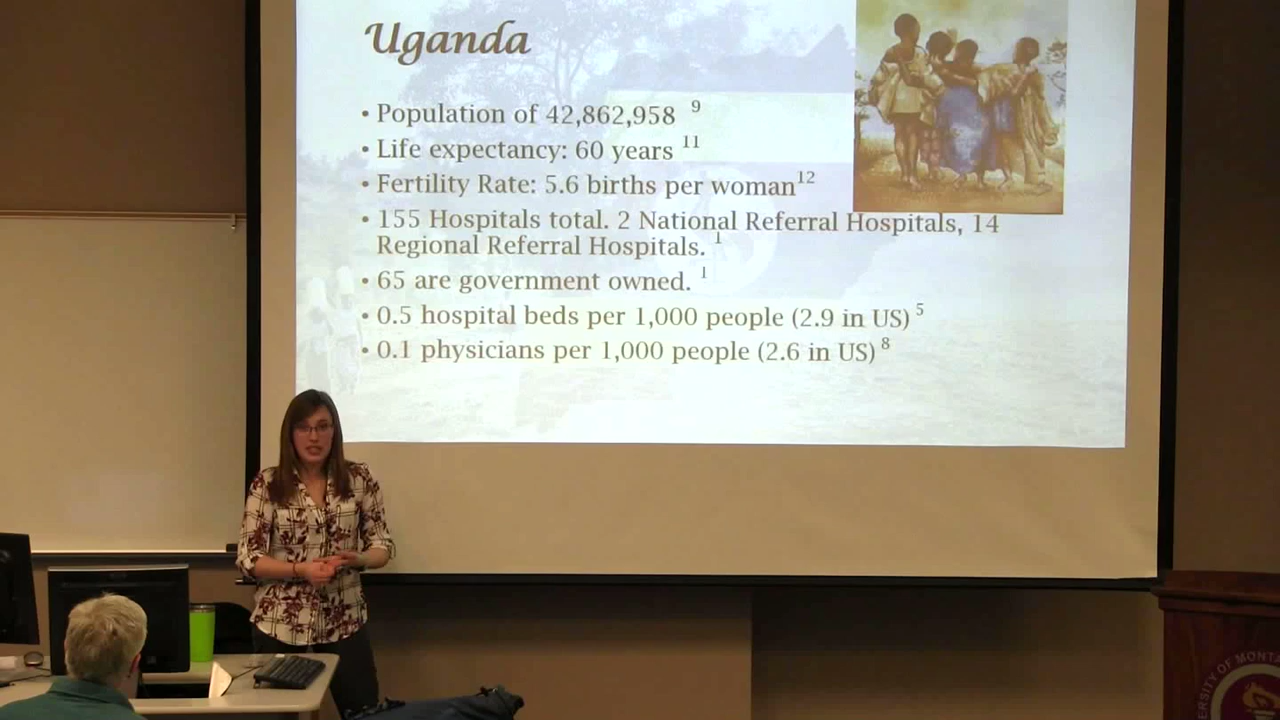 Uganda
• Population of 42,862,958 9
• Life expectancy: 60 years 11
• Fertility Rate: 5.6 births per woman12
• 155 Hospitals total. 2 National Referral Hospitals, 14
Regional Referral Hospitals. 1
• 65 are government owned. 1
• 0.5 hospital beds per 1,000 people (2.9 in US) 5
• 0.1 physicians per 1,000 people (2.6 in US) 8
OF